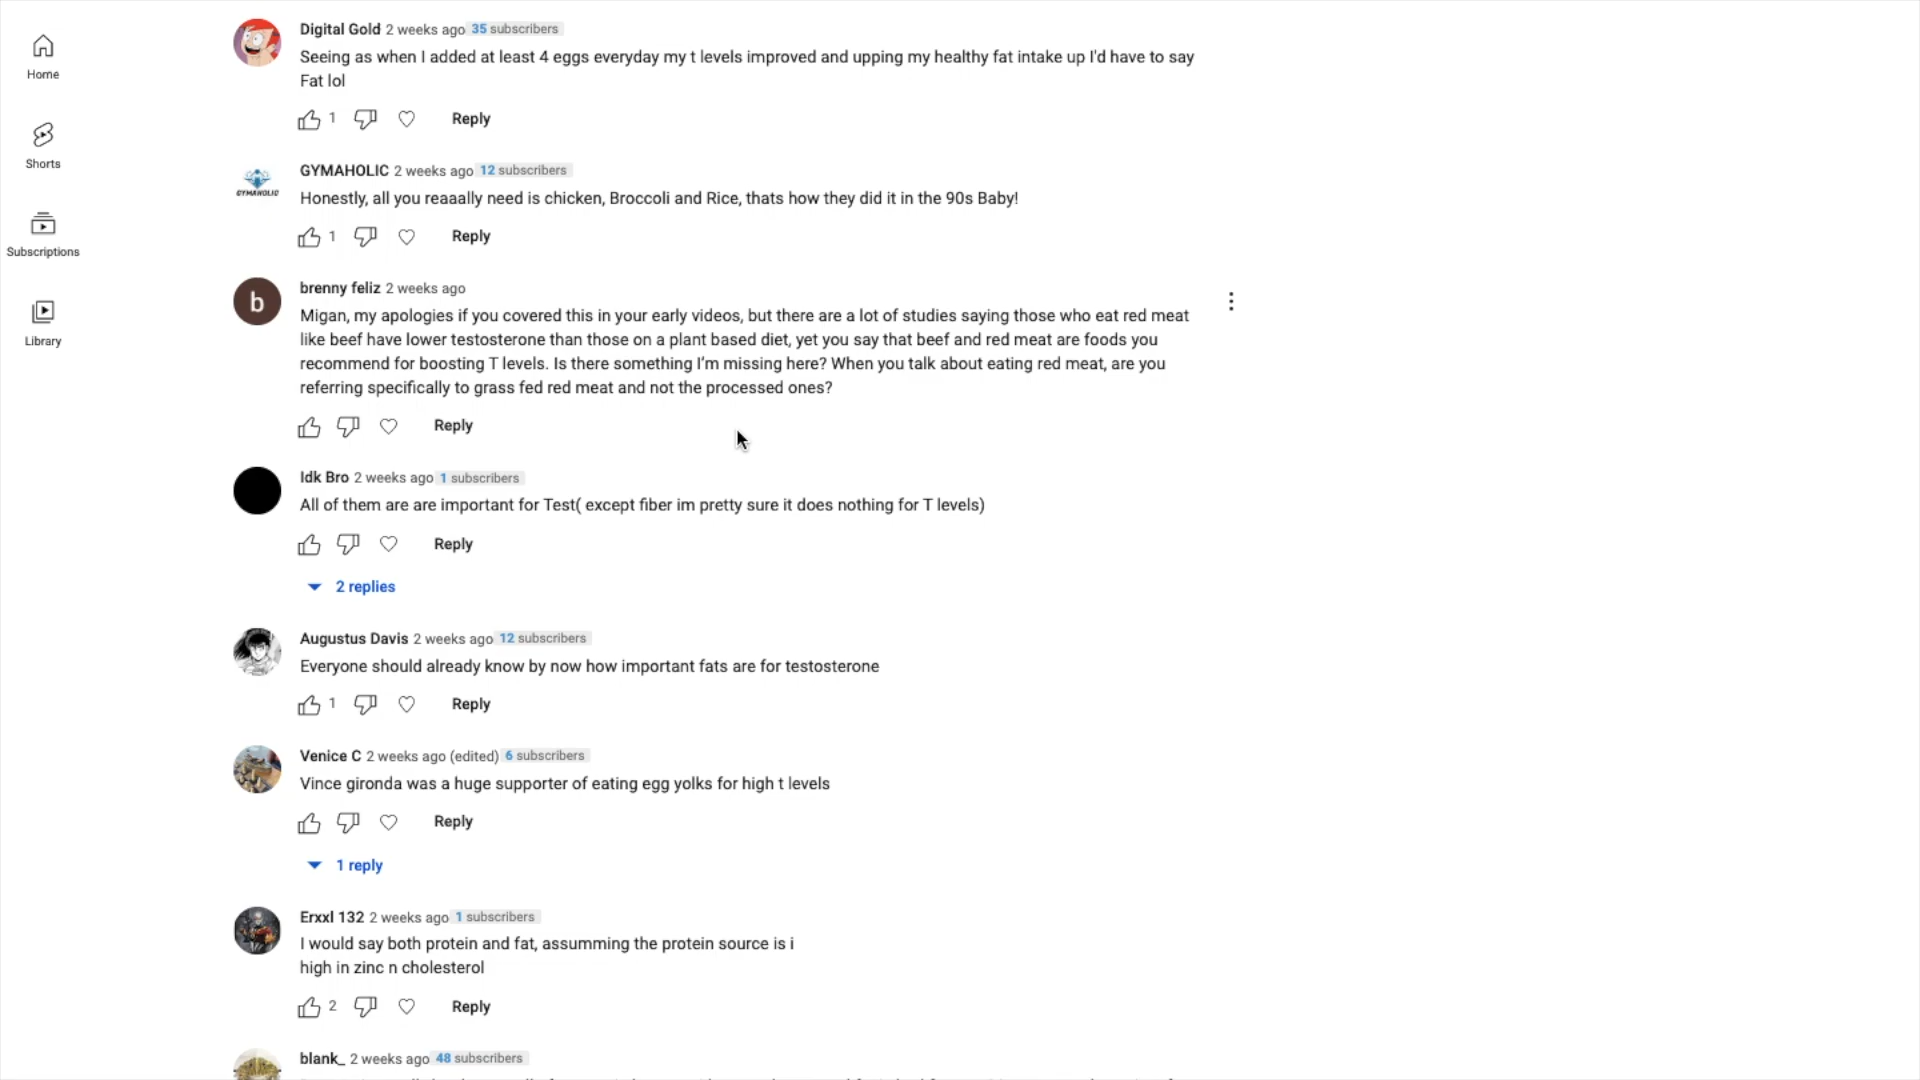 Home
Shorts
Subscriptions
Library
Digital Gold 2 weeks ago 35 subscribers
Seeing as when I added at least 4 eggs everyday my t levels improved and upping my healthy fat intake up I'd have to say
Fat lol
1 Reply
GYMAHOLIC
GYMAHOLIC 2 weeks ago 12 subscribers
Honestly, all you reaaally need is chicken, Broccoli and Rice, thats how they did it in the 90s Baby!
1 Reply
b
brenny feliz 2 weeks ago
Migan, my apologies if you covered this in your early videos, but there are a lot of studies saying those who eat red meat
like beef have lower testosterone than those on a plant based diet, yet you say that beef and red meat are foods you
recommend for boosting T levels. Is there something I'm missing here? When you talk about eating red meat, are you
referring specifically to grass fed red meat and not the processed ones?
Reply
Idk Bro 2 weeks ago 1 subscribers
All of them are are important for Test( except fiber im pretty sure it does nothing for T levels)
Reply
2 replies
Augustus Davis 2 weeks ago 12 subscribers
Everyone should already know by now how important fats are for testosterone
1 Reply
Venice C 2 weeks ago (edited) 6 subscribers
Vince gironda was a huge supporter of eating egg yolks for high t levels
Reply
1 reply
Erxxl 132 2 weeks ago 1 subscribers
I would say both protein and fat, assumming the protein source is i
high in zinc n cholesterol
2 Reply
blank_ 2 weeks ago 48 subscribers